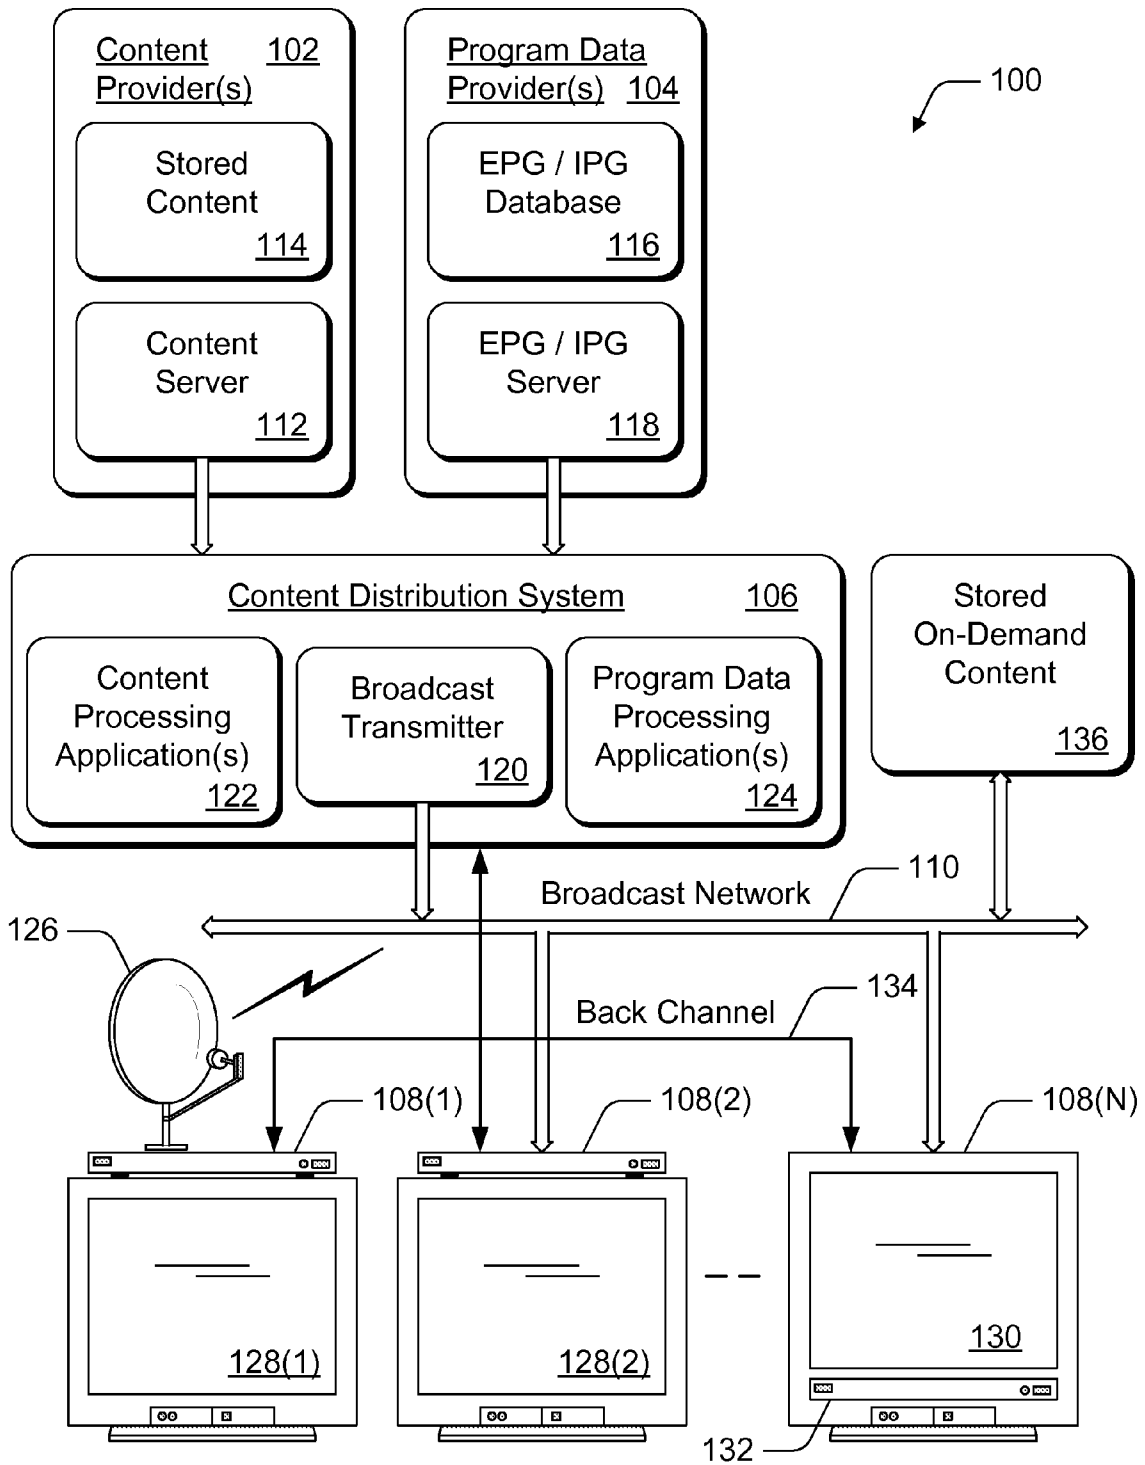 Content 102
Provider(s)
Stored
Content
114
Content
Server
112
Program Data
Provider(s) 104
EPG / IPG
Database
116
EPG / IPG
Server
118
100
Content Distribution System 106
Content
Processing
Application(s)
122
Broadcast
Transmitter
120
Program Data
Processing
Application(s)
124
Stored
On-Demand
Content
136
110
Broadcast Network
126
134
Back Channel
108(1)
108(2)
108(N)
128(1)
128(2)
130
132